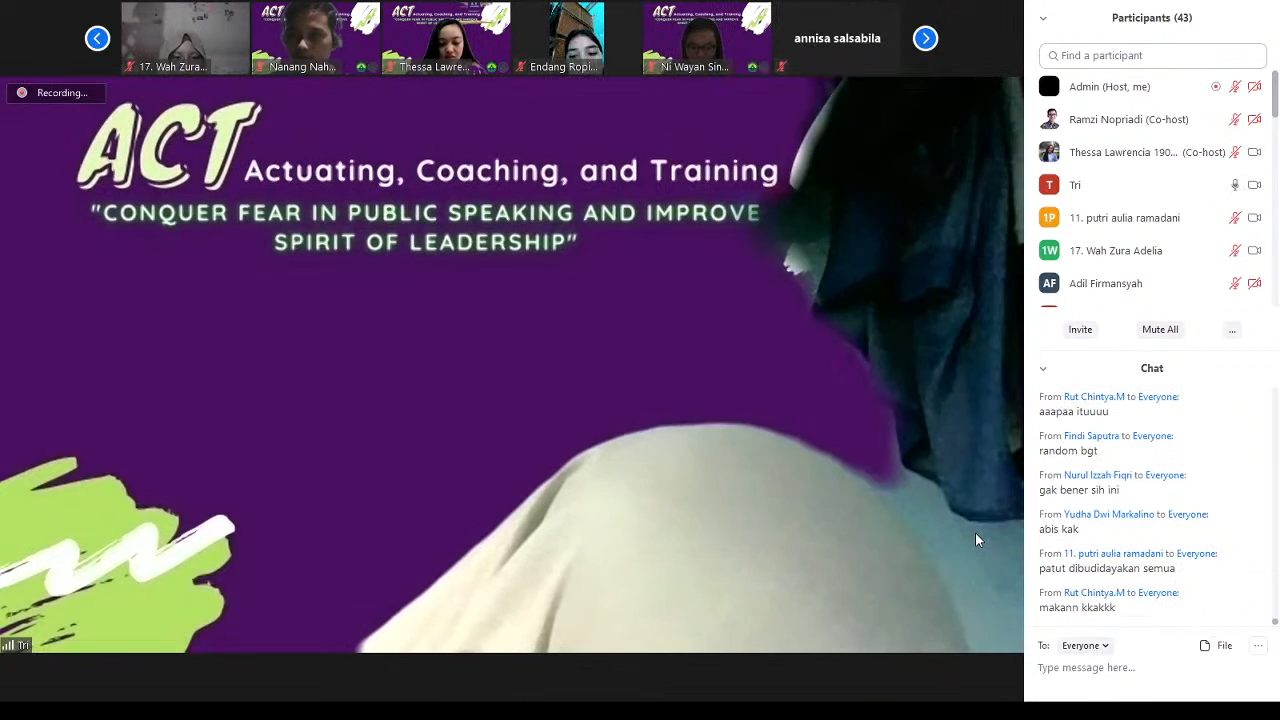 17. Wah Zura...
Nanang Nah...
Thessa Lawre...
Endang Ropi...
Ni Wayan Sin...
annisa salsabila
Recording...
ACT Actuating, Coaching, and Training
"CONQUER FEAR IN PUBLIC SPEAKING AND IMPROVE
SPIRIT OF LEADERSHIP"
Tri
Participants (43)
Find a participant
Admin (Host, me)
Ramzi Nopriadi (Co-host)
Thessa Lawrencia 190... (Co-host)
T Tri
1P 11. putri aulia ramadani
1W 17. Wah Zura Adelia
AF Adil Firmansyah
Invite Mute All ...
Chat
From Rut Chintya.M to Everyone:
aaapaa ituuuu
From Findi Saputra to Everyone:
random bgt
From Nurul Izzah Fiqri to Everyone:
gak bener sih ini
From Yudha Dwi Markalino to Everyone:
abis kak
From 11. putri aulia ramadani to Everyone:
patut dibudidayakan semua
From Rut Chintya.M to Everyone:
makann kkakkk
To: Everyone File ...
Type message here...